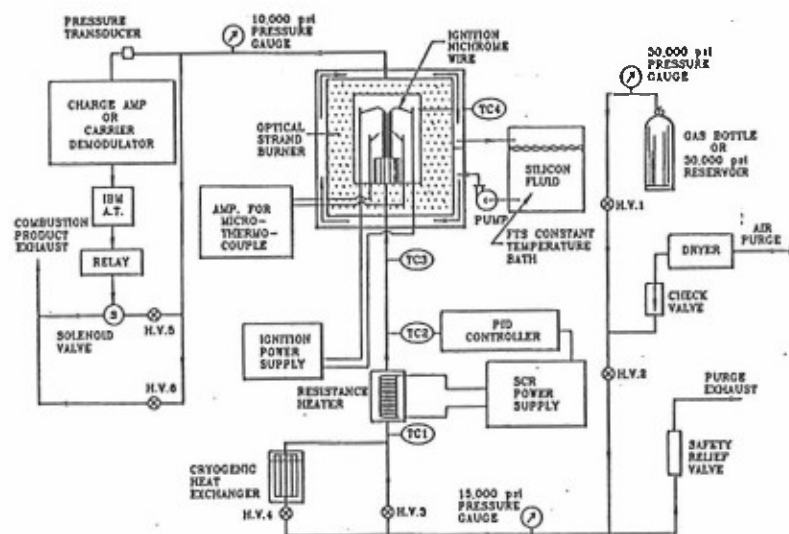 PRESSURE
TRANSDUCER
10,000 psi
PRESSURE
GAUGE
IGNITION
NICHROME
WIRE
30,000 psi
PRESSURE
GAUGE
CHARGE AMP
OR
CARRIER
DEMODULATOR
OPTICAL
STRAND
BURNER
TC4
SILICON
FLUID
GAS BOTTLE
OR
30,000 psi
RESERVOIR
IBM
A.T.
AMP. FOR
MICRO-
THERMO-
COUPLE
PUMP
H.V.1
COMBUSTION
PRODUCT
EXHAUST
FTS CONSTANT
TEMPERATURE
BATH
DRYER
AIR
PURGE
RELAY
TC3
CHECK
VALVE
S
SOLENOID
VALVE
H.V.5
IGNITION
POWER
SUPPLY
TC2
PID
CONTROLLER
H.V.6
RESISTANCE
HEATER
SCR
POWER
SUPPLY
H.V.2
PURGE
EXHAUST
TC1
SAFETY
RELIEF
VALVE
CRYOGENIC
HEAT
EXCHANGER
H.V.4
H.V.3
15,000 psi
PRESSURE
GAUGE